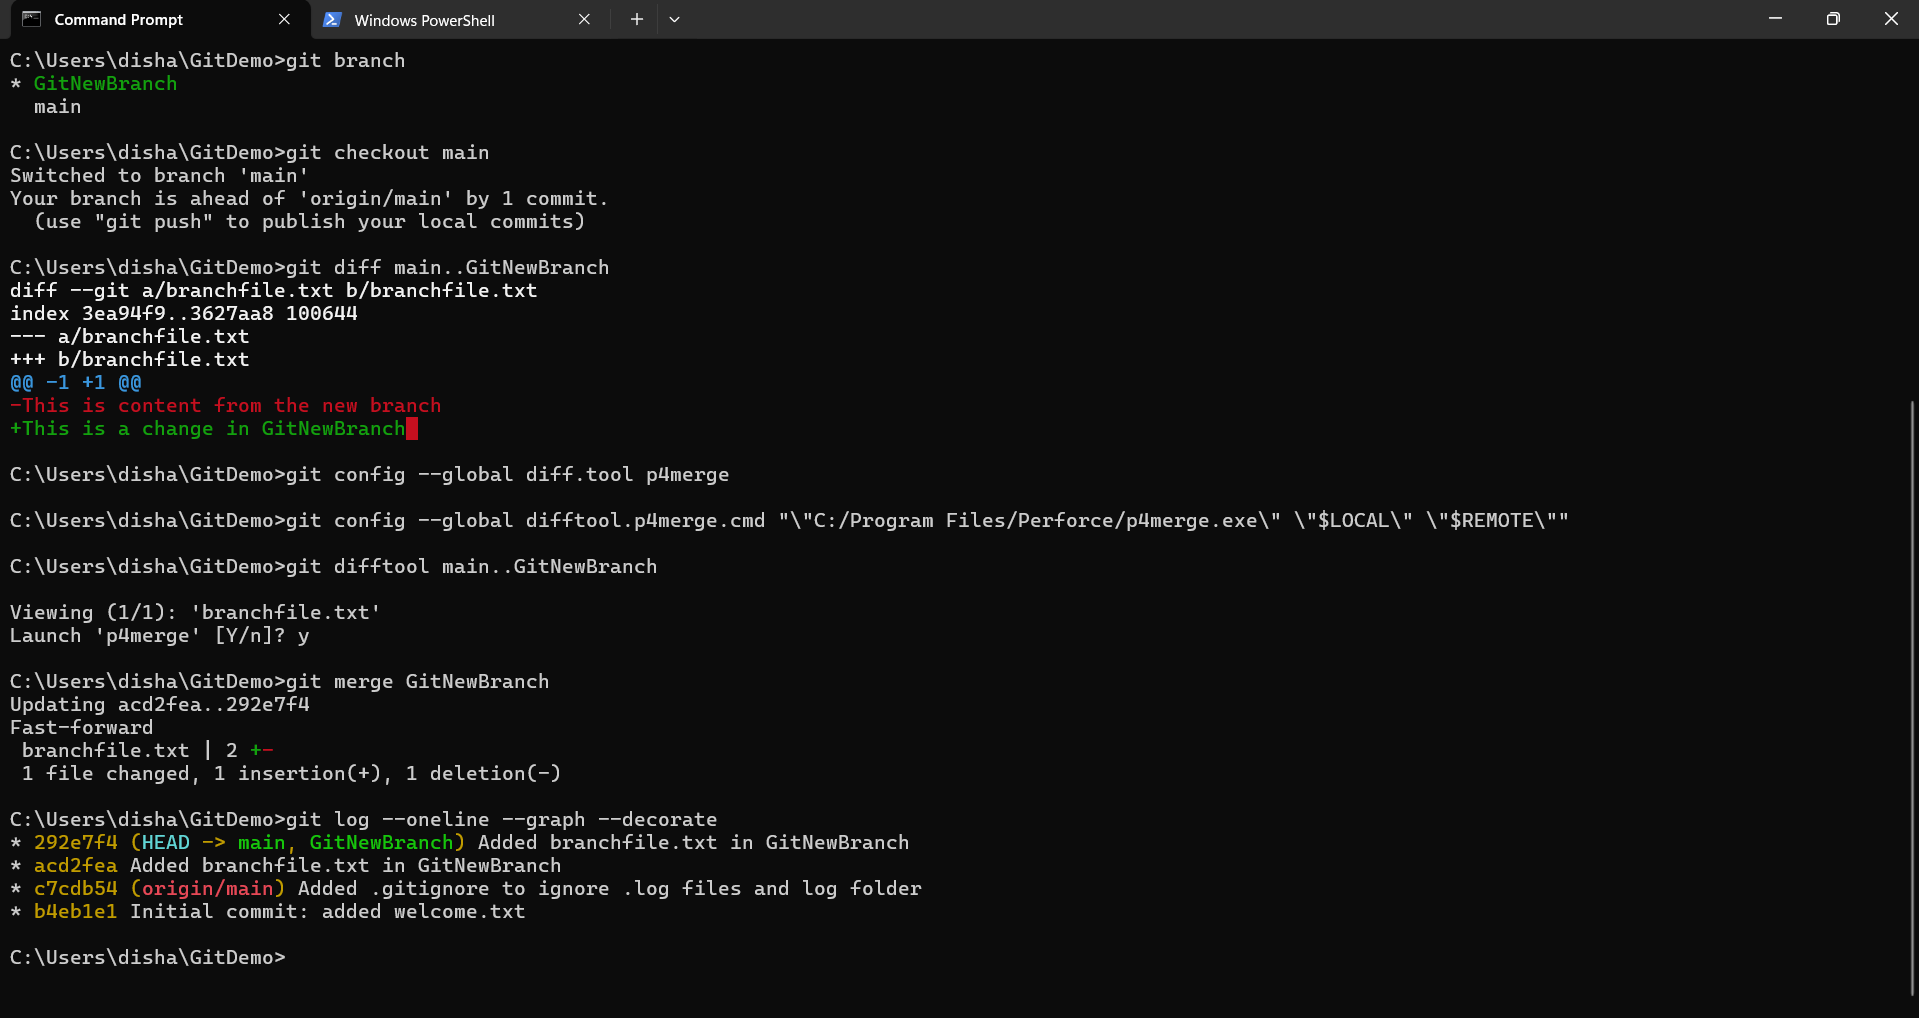 Command Prompt
Windows PowerShell
C:\Users\disha\GitDemo>git branch
* GitNewBranch
  main
C:\Users\disha\GitDemo>git checkout main
Switched to branch 'main'
Your branch is ahead of 'origin/main' by 1 commit.
  (use "git push" to publish your local commits)
C:\Users\disha\GitDemo>git diff main..GitNewBranch
diff --git a/branchfile.txt b/branchfile.txt
index 3ea94f9..3627aa8 100644
--- a/branchfile.txt
+++ b/branchfile.txt
@@ -1 +1 @@
-This is content from the new branch
+This is a change in GitNewBranch
C:\Users\disha\GitDemo>git config --global diff.tool p4merge
C:\Users\disha\GitDemo>git config --global difftool.p4merge.cmd "\"C:/Program Files/Perforce/p4merge.exe\" \"$LOCAL\" \"$REMOTE\""
C:\Users\disha\GitDemo>git difftool main..GitNewBranch
Viewing (1/1): 'branchfile.txt'
Launch 'p4merge' [Y/n]? y
C:\Users\disha\GitDemo>git merge GitNewBranch
Updating acd2fea..292e7f4
Fast-forward
 branchfile.txt | 2 +-
 1 file changed, 1 insertion(+), 1 deletion(-)
C:\Users\disha\GitDemo>git log --oneline --graph --decorate
* 292e7f4 (HEAD -> main, GitNewBranch) Added branchfile.txt in GitNewBranch
* acd2fea Added branchfile.txt in GitNewBranch
* c7cdb54 (origin/main) Added .gitignore to ignore .log files and log folder
* b4eb1e1 Initial commit: added welcome.txt
C:\Users\disha\GitDemo>